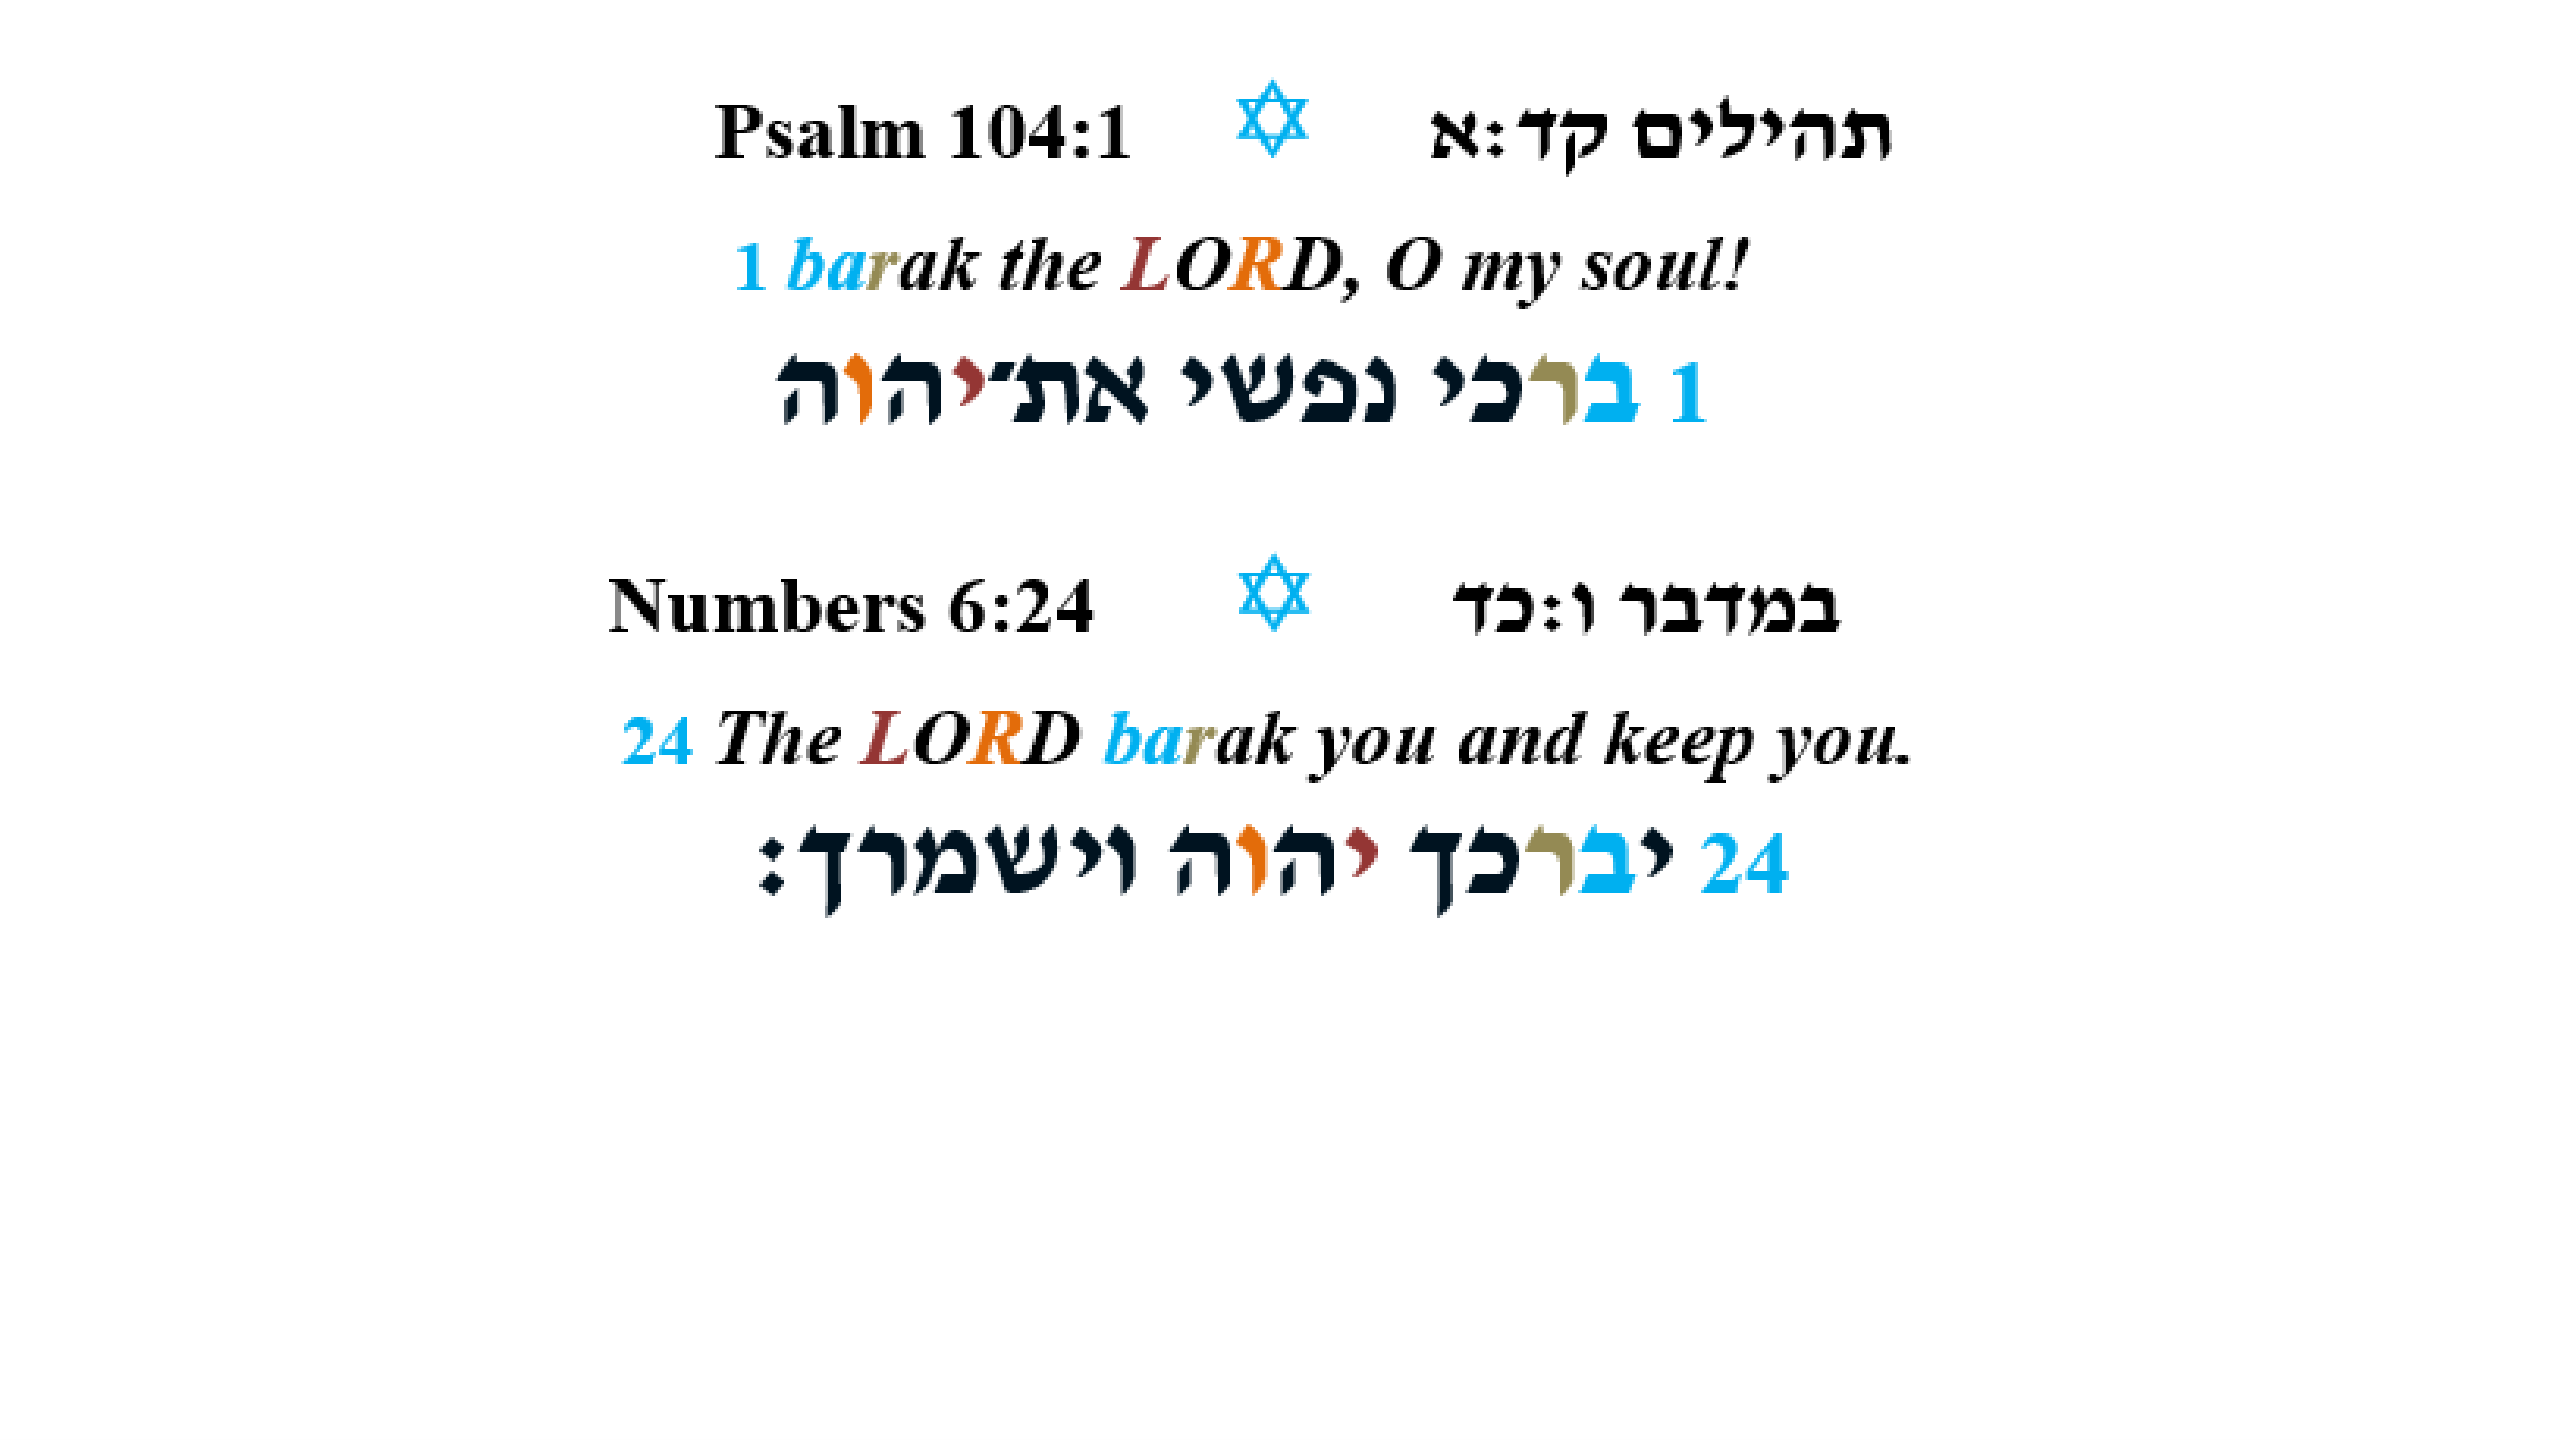 Psalm 104:1 ✡ תהילים קד:א
1 barak the LORD, O my soul!
1 ברכי נפשי את־יהוה
Numbers 6:24 ✡ במדבר ו:כד
24 The LORD barak you and keep you.
24 יברכך יהוה וישמרך: